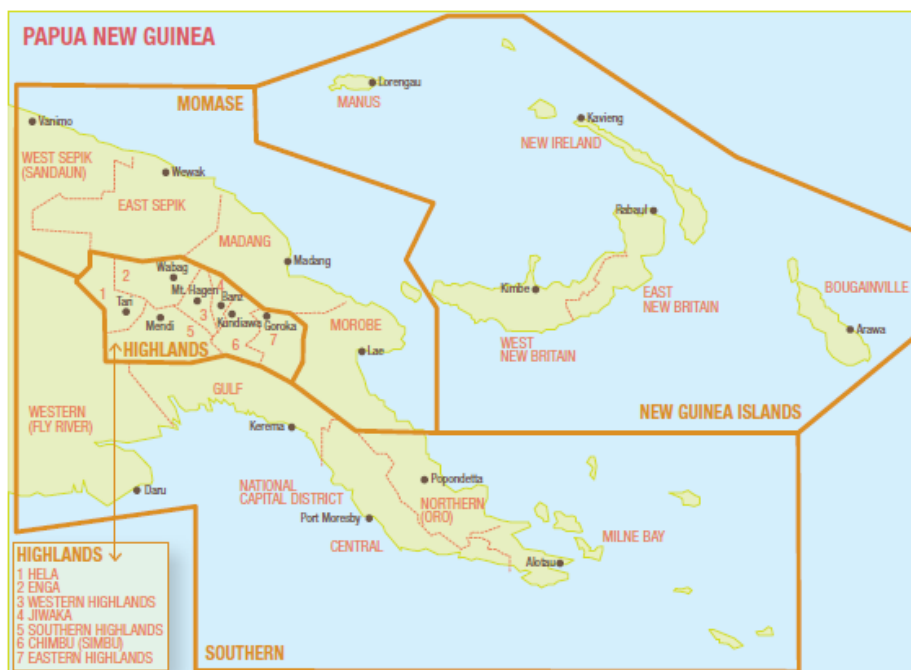 PAPUA NEW GUINEA
MOMASE
Lorengau
MANUS
Kavieng
NEW IRELAND
Vanimo
WEST SEPIK
(SANDAUN)
Wewak
EAST SEPIK
MADANG
Madang
Rabaul
Kimbe
EAST
NEW BRITAIN
WEST
NEW BRITAIN
BOUGAINVILLE
Arawa
NEW GUINEA ISLANDS
1
2
Wabag
Mt. Hagen
4
Banz
3
Tari
Mendi
5
Kundiawa
Goroka
6
7
HIGHLANDS
MOROBE
Lae
GULF
WESTERN
(FLY RIVER)
Kerema
Daru
NATIONAL
CAPITAL DISTRICT
Port Moresby
CENTRAL
Popondetta
NORTHERN
(ORO)
MILNE BAY
Alotau
SOUTHERN
HIGHLANDS
1 HELA
2 ENGA
3 WESTERN HIGHLANDS
4 JIWAKA
5 SOUTHERN HIGHLANDS
6 CHIMBU (SIMBU)
7 EASTERN HIGHLANDS